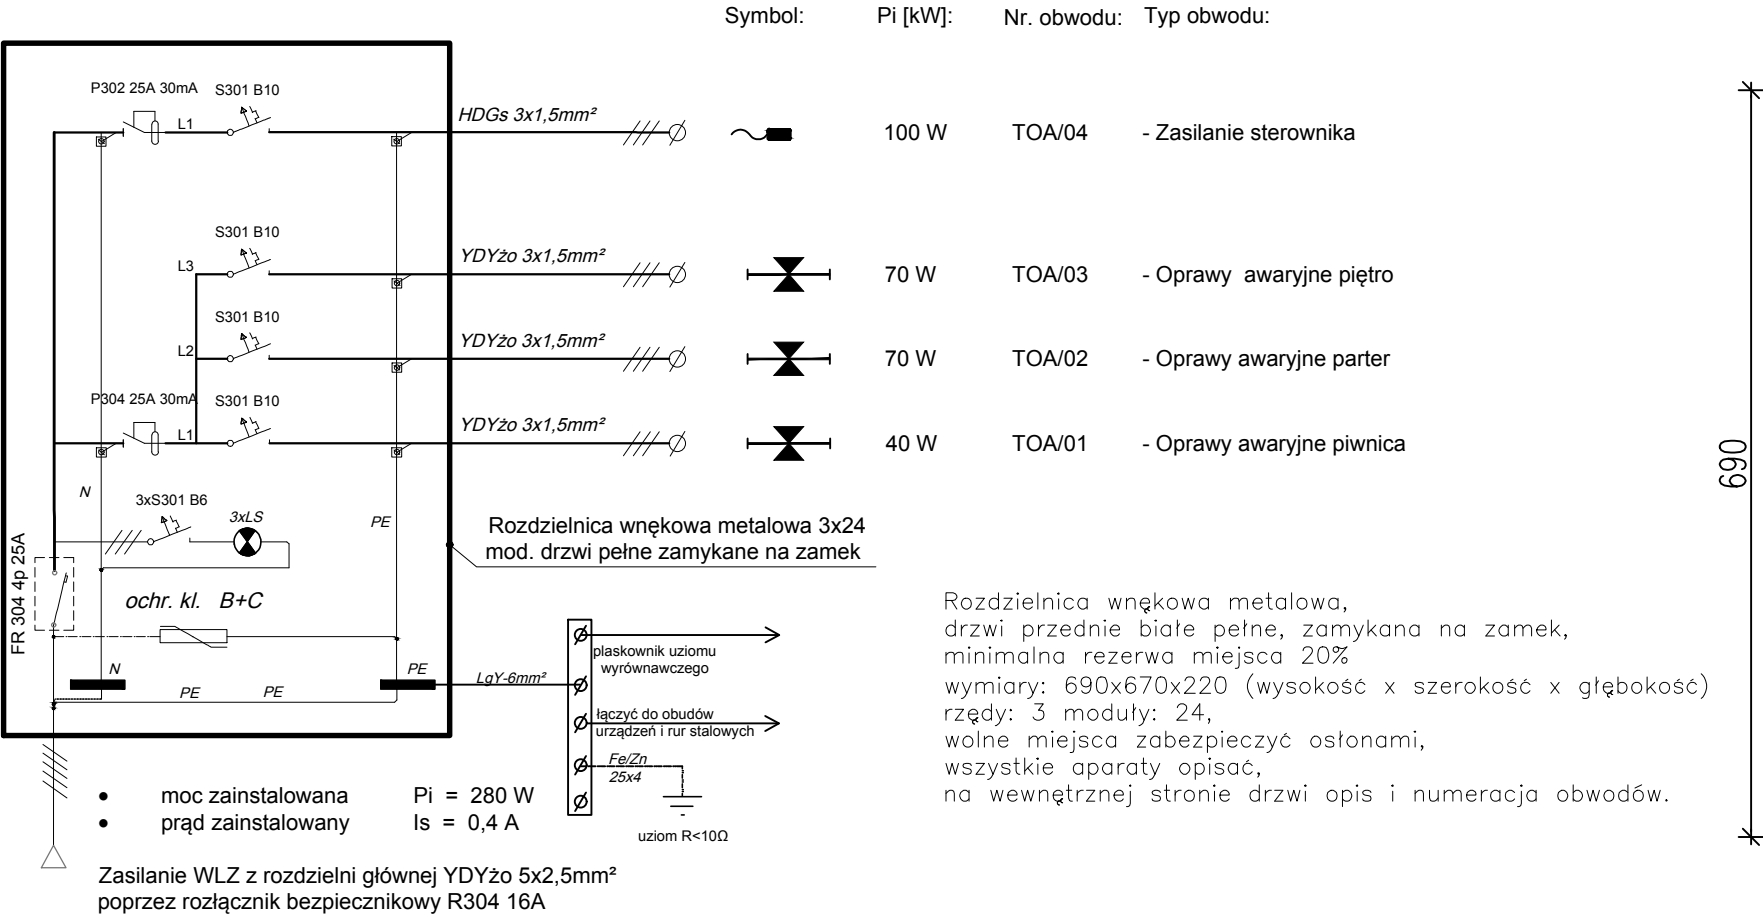 Symbol: Pi [kW]: Nr. obwodu: Typ obwodu:
P302 25A 30mA S301 B10
L1
HDGs 3x1,5mm²
100 W TOA/04 - Zasilanie sterownika
S301 B10
L3
YDYżo 3x1,5mm²
70 W TOA/03 - Oprawy awaryjne piętro
S301 B10
L2
YDYżo 3x1,5mm²
70 W TOA/02 - Oprawy awaryjne parter
P304 25A 30mA S301 B10
L1
YDYżo 3x1,5mm²
40 W TOA/01 - Oprawy awaryjne piwnica
690
N
3xS301 B6
3xLS
PE
FR 304 4p 25A
Rozdzielnica wnękowa metalowa 3x24
mod. drzwi pełne zamykane na zamek
ochr. kl. B+C
N
PE
PE PE
LgY-6mm²
plaskownik uziomu
wyrównawczego
łączyć do obudów
urządzeń i rur stalowych
Fe/Zn
25x4
uziom R<10Ω
Rozdzielnica wnękowa metalowa,
drzwi przednie białe pełne, zamykana na zamek,
minimalna rezerwa miejsca 20%
wymiary: 690x670x220 (wysokość x szerokość x głębokość)
rzędy: 3 moduły: 24,
wolne miejsca zabezpieczyć osłonami,
wszystkie aparaty opisać,
na wewnętrznej stronie drzwi opis i numeracja obwodów.
• moc zainstalowana Pi = 280 W
• prąd zainstalowany Is = 0,4 A
Zasilanie WLZ z rozdzielni głównej YDYżo 5x2,5mm²
poprzez rozłącznik bezpiecznikowy R304 16A